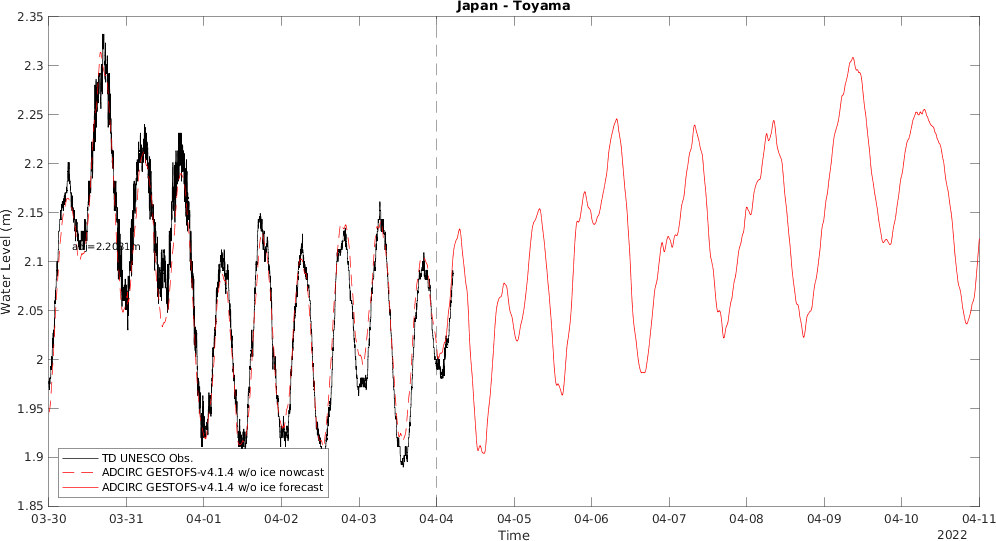 Japan - Toyama
Water Level (m)
2.35
2.3
2.25
2.2
2.15
2.1
2.05
2
1.95
1.9
1.85
adj=2.2031m
TD UNESCO Obs.
ADCIRC GESTOFS-v4.1.4 w/o ice nowcast
ADCIRC GESTOFS-v4.1.4 w/o ice forecast
03-30 03-31 04-01 04-02 04-03 04-04 04-05 04-06 04-07 04-08 04-09 04-10 04-11
Time
2022